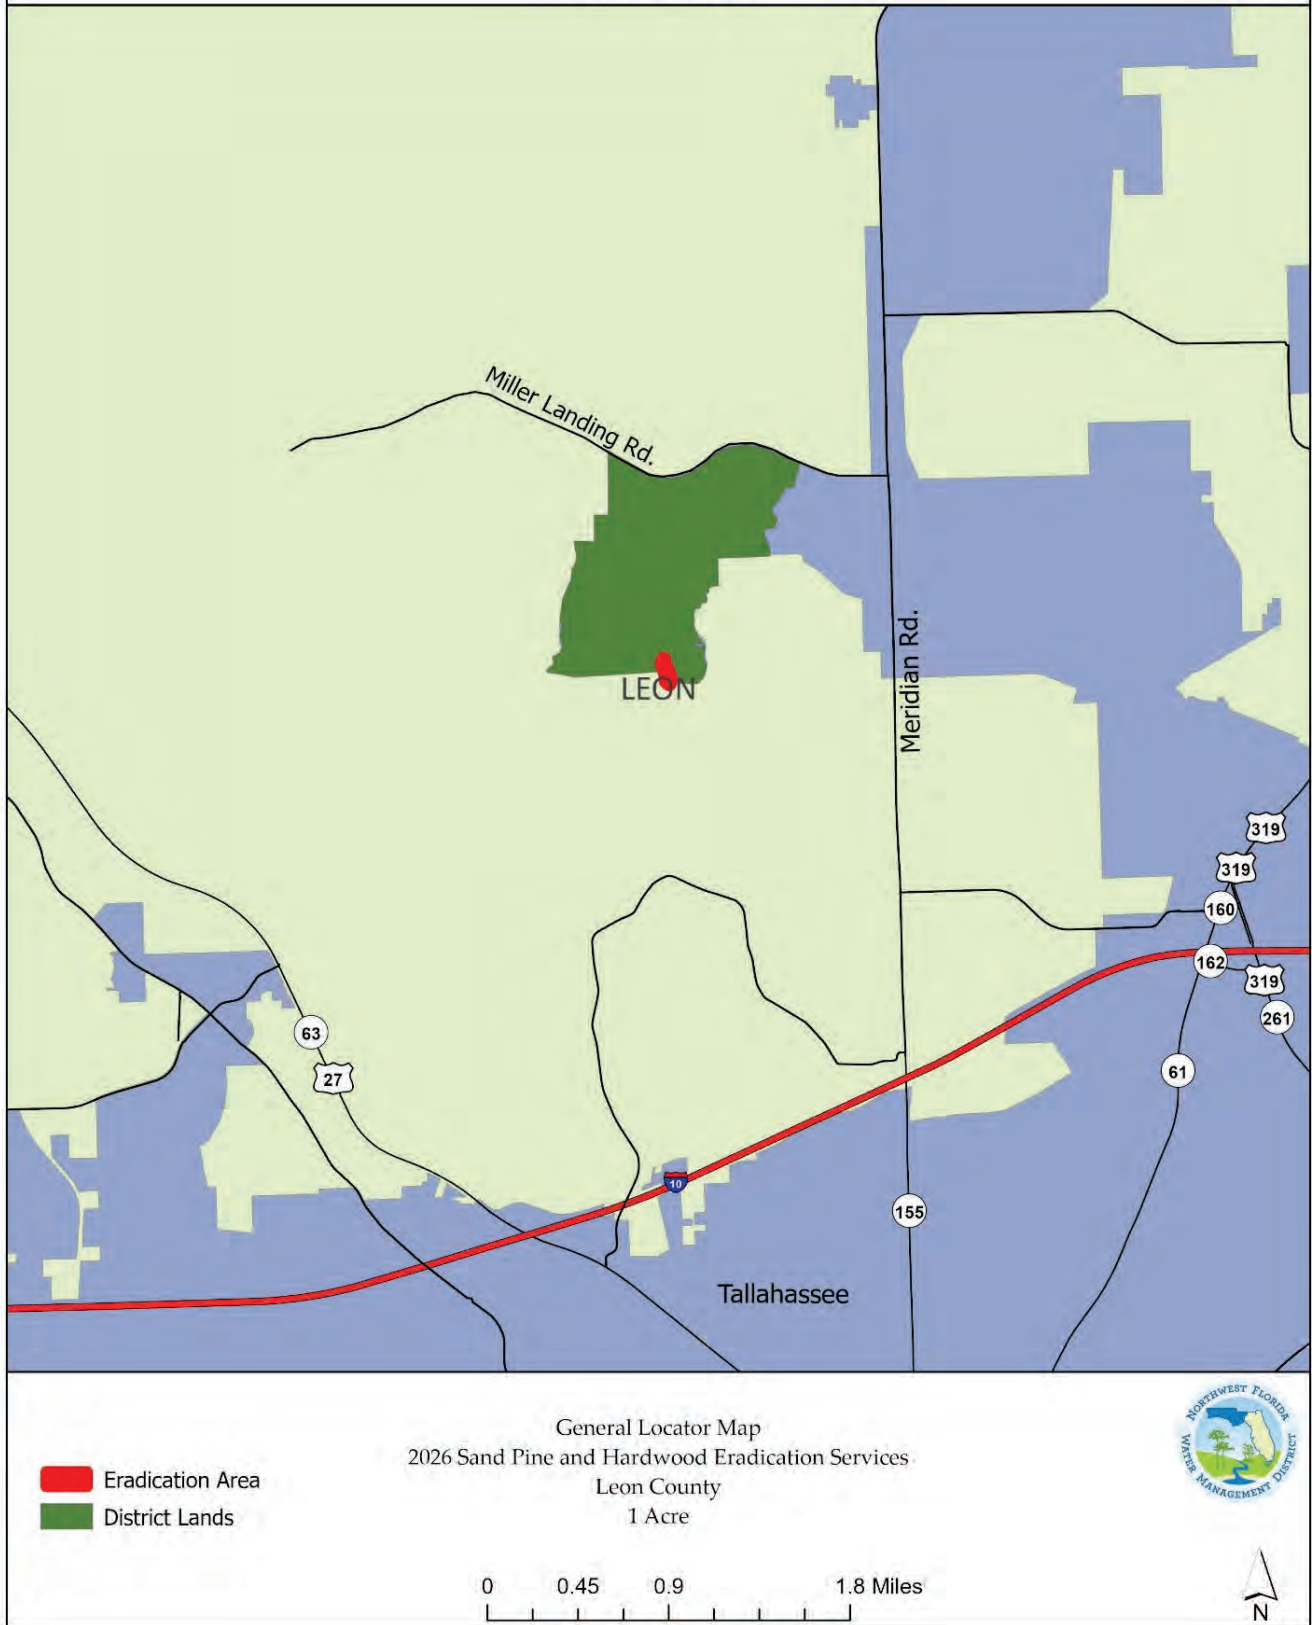 Miller Landing Rd.
LEON
Meridian Rd.
319
319
160
162
319
261
63
27
61
10
155
Tallahassee
General Locator Map
2026 Sand Pine and Hardwood Eradication Services
Leon County
1 Acre
Eradication Area
District Lands
NORTHWEST FLORIDA
WATER MANAGEMENT DISTRICT
0 0.45 0.9 1.8 Miles
N